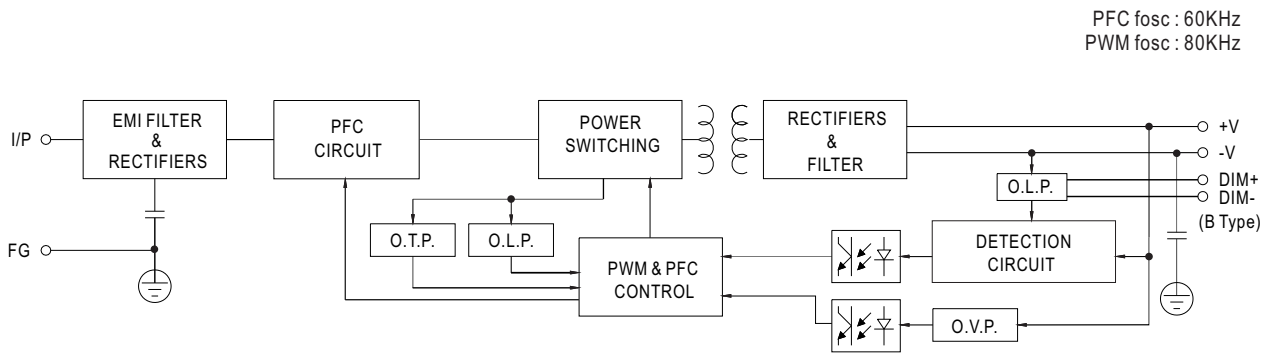 PFC fosc : 60KHz
PWM fosc : 80KHz
I/P
EMI FILTER
&
RECTIFIERS
PFC
CIRCUIT
POWER
SWITCHING
RECTIFIERS
&
FILTER
+V
-V
O.L.P.
DIM+
DIM-
(B Type)
FG
O.T.P.
O.L.P.
PWM & PFC
CONTROL
DETECTION
CIRCUIT
O.V.P.